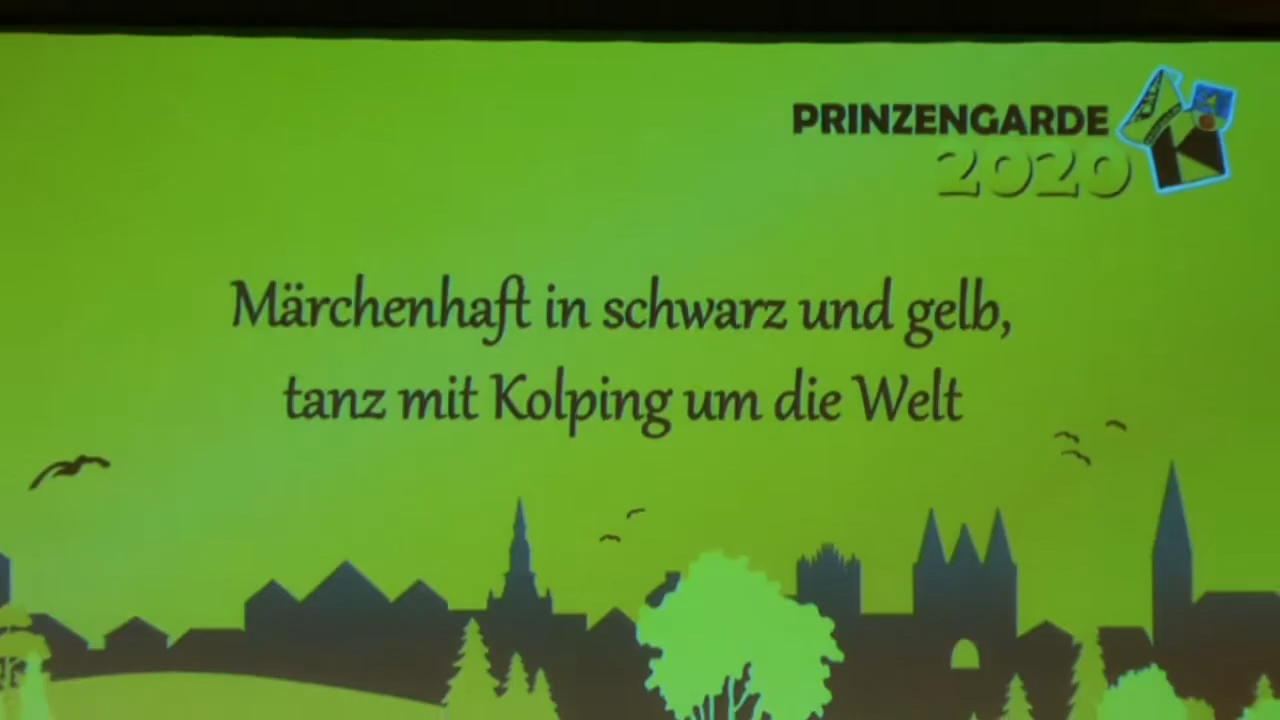 PRINZENGARDE
2020
Märchenhaft in schwarz und gelb,
tanz mit Kolping um die Welt